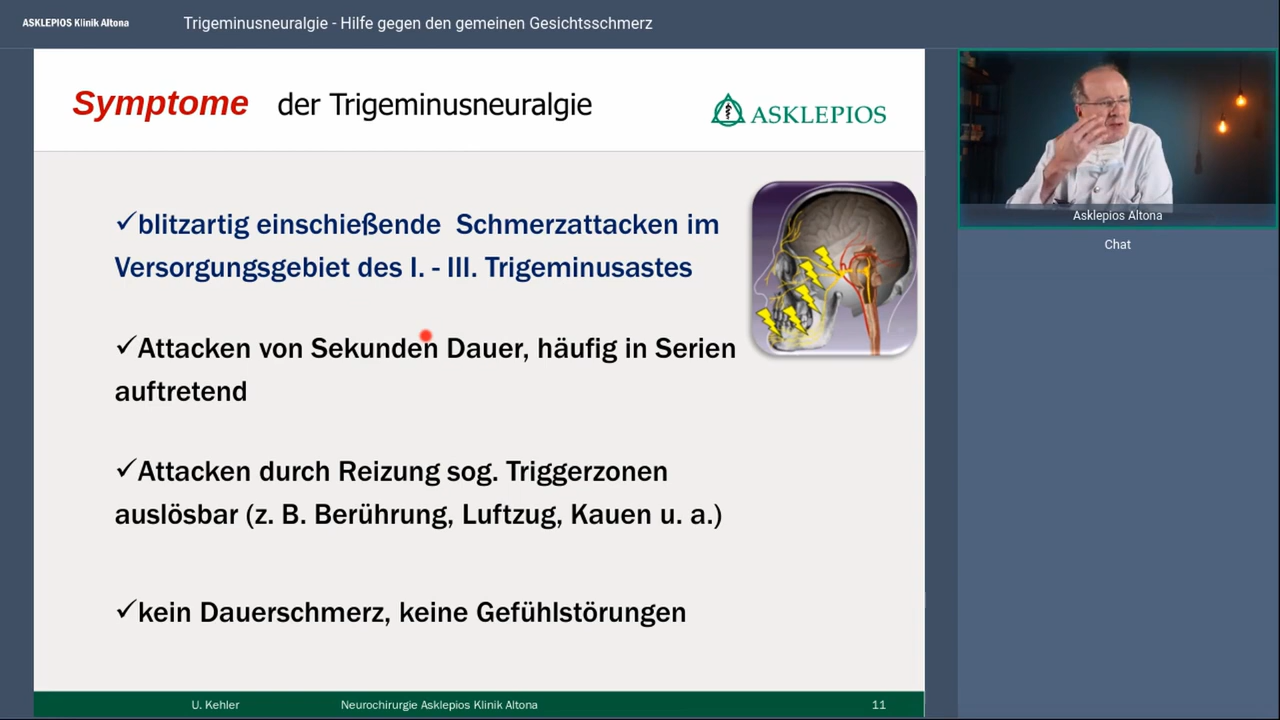 ASKLEPIOS Klinik Altona
Trigeminusneuralgie - Hilfe gegen den gemeinen Gesichtsschmerz
Symptome der Trigeminusneuralgie
ASKLEPIOS
✓blitzartig einschießende Schmerzattacken im
Versorgungsgebiet des I. - III. Trigeminusastes
✓Attacken von Sekunden Dauer, häufig in Serien
auftretend
✓Attacken durch Reizung sog. Triggerzonen
auslösbar (z. B. Berührung, Luftzug, Kauen u. a.)
✓kein Dauerschmerz, keine Gefühlstörungen
U. Kehler Neurochirurgie Asklepios Klinik Altona 11
Asklepios Altona
Chat